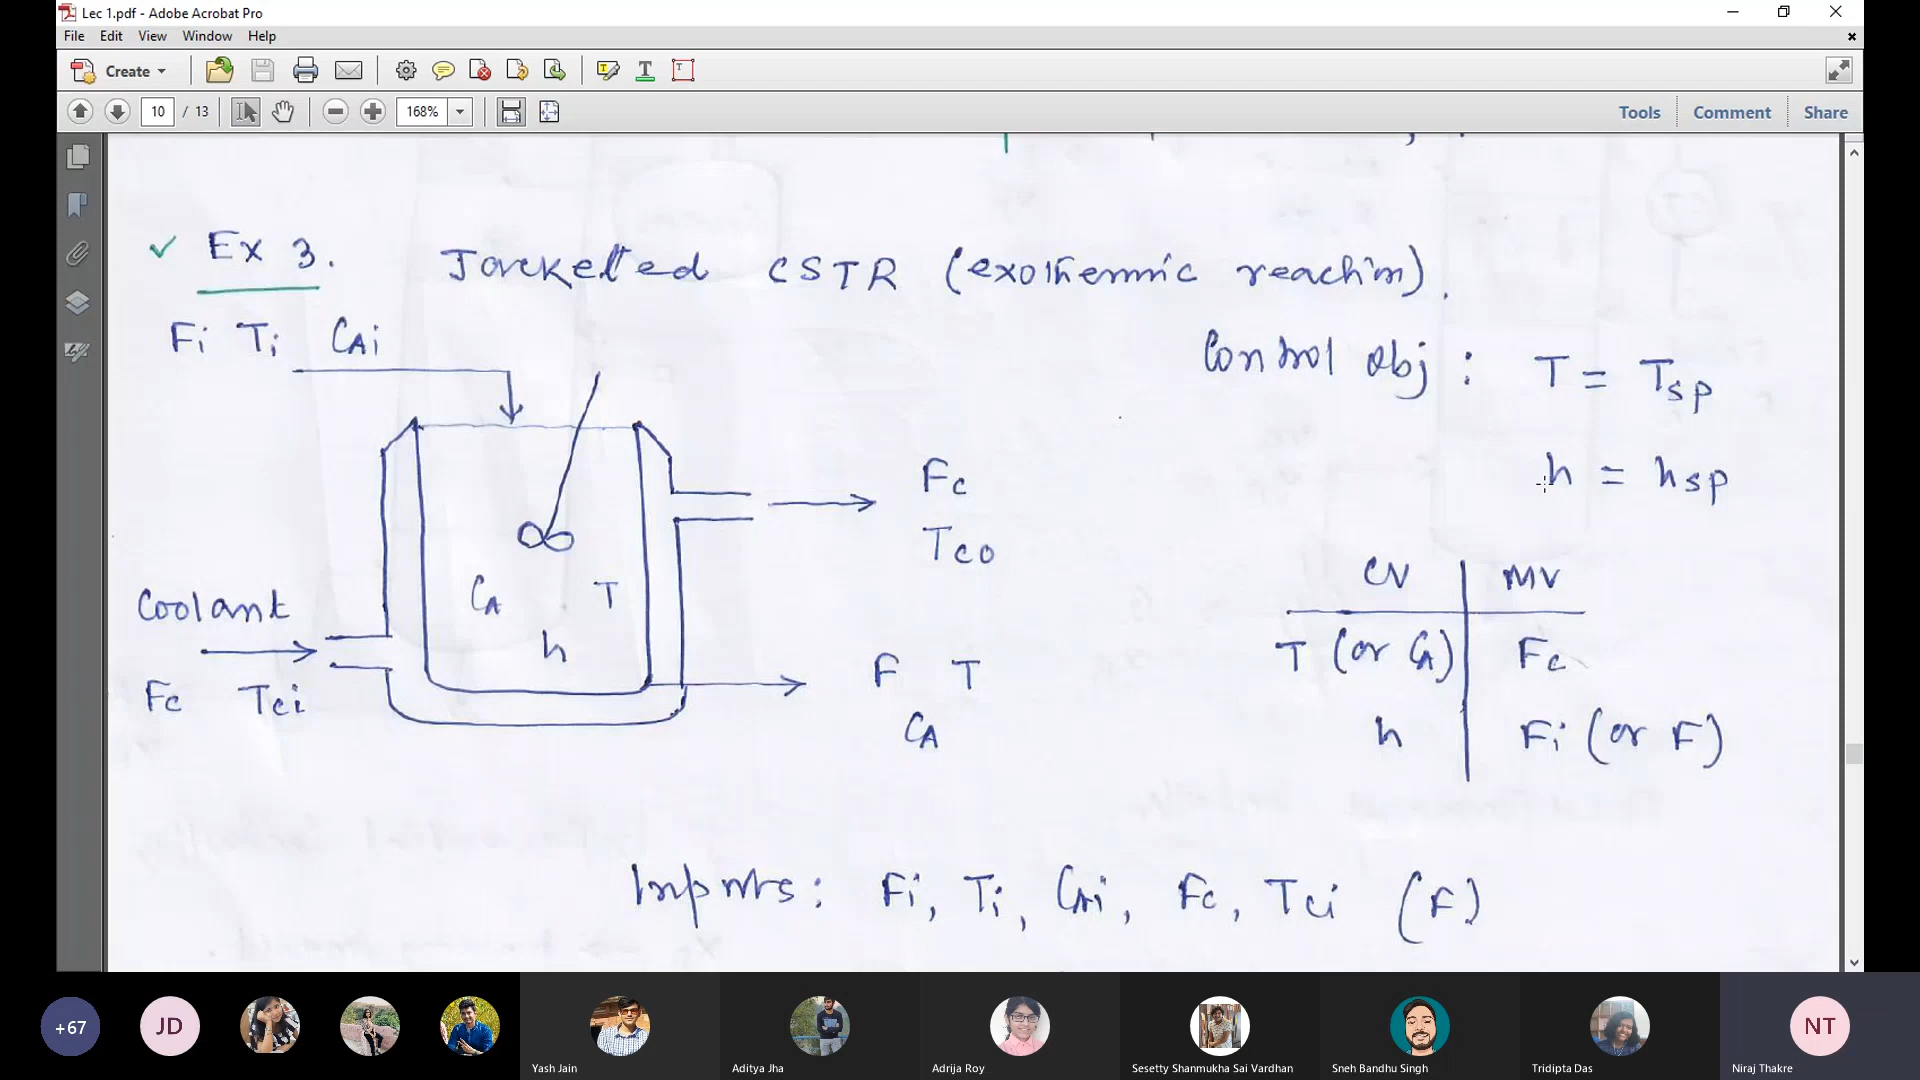 Lec 1.pdf - Adobe Acrobat Pro
File Edit View Window Help
Create
10 / 13 168% Tools Comment Share
✓ Ex 3. Jacketted CSTR (exothermic reaction).
Fi Ti CAi
Control obj : T = Tsp
h = hsp
Fc
Tco
CA T
h
Coolant
Fc Tci
F T
CA
CV MV
T (or CA) Fc
h Fi (or F)
Inputs: Fi, Ti, CAi, Fc, Tci (F)
+67 JD NT
Yash Jain Aditya Jha Adrija Roy Sesetty Shanmukha Sai Vardhan Sneh Bandhu Singh Tridipta Das Niraj Thakre